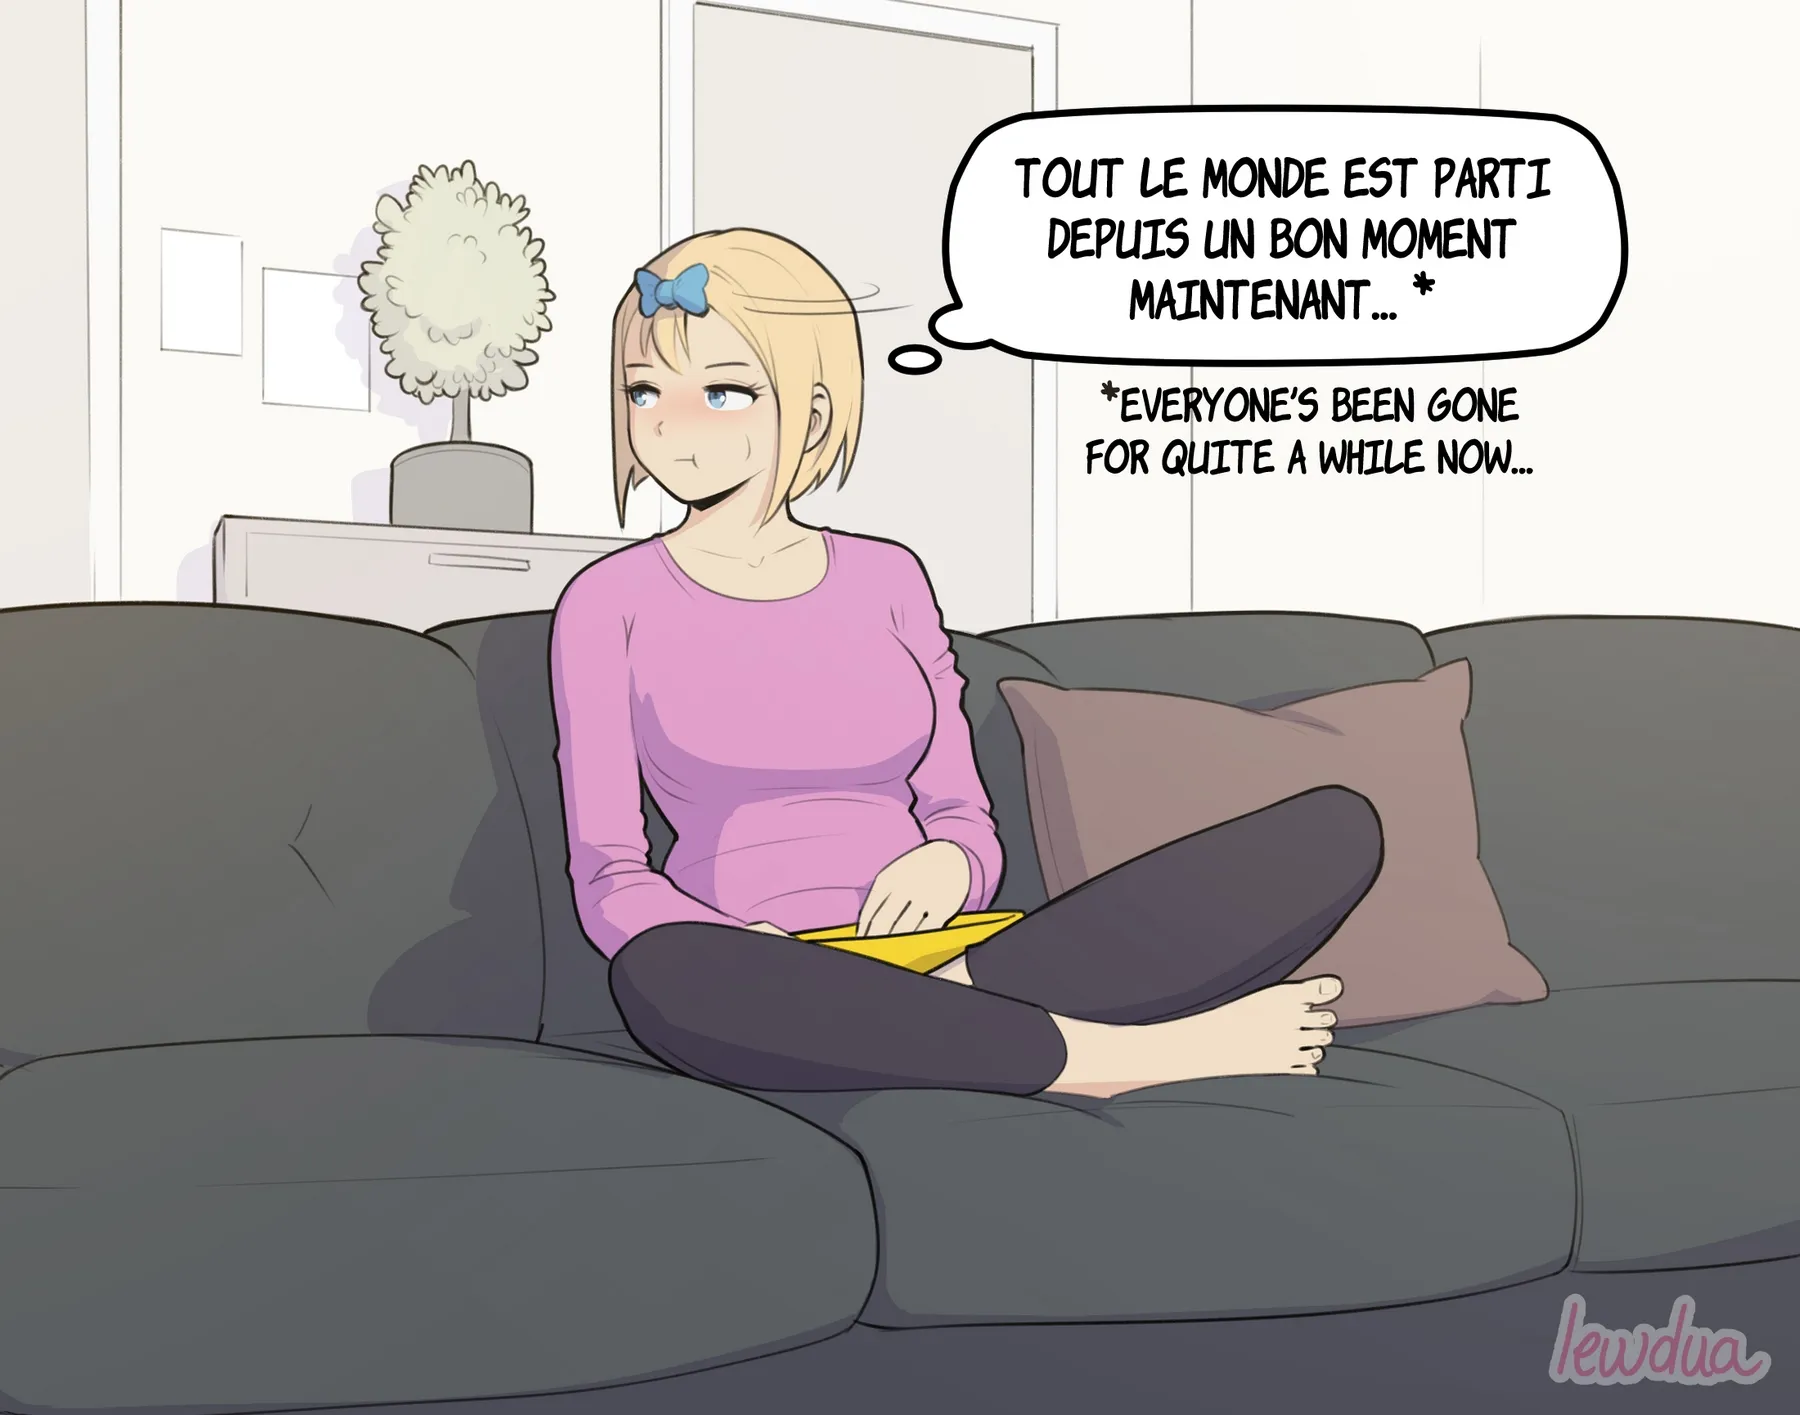 TOUT LE MONDE EST PARTI
DEPUIS UN BON MOMENT
MAINTENANT... *
*EVERYONE'S BEEN GONE
FOR QUITE A WHILE NOW...
lewdua